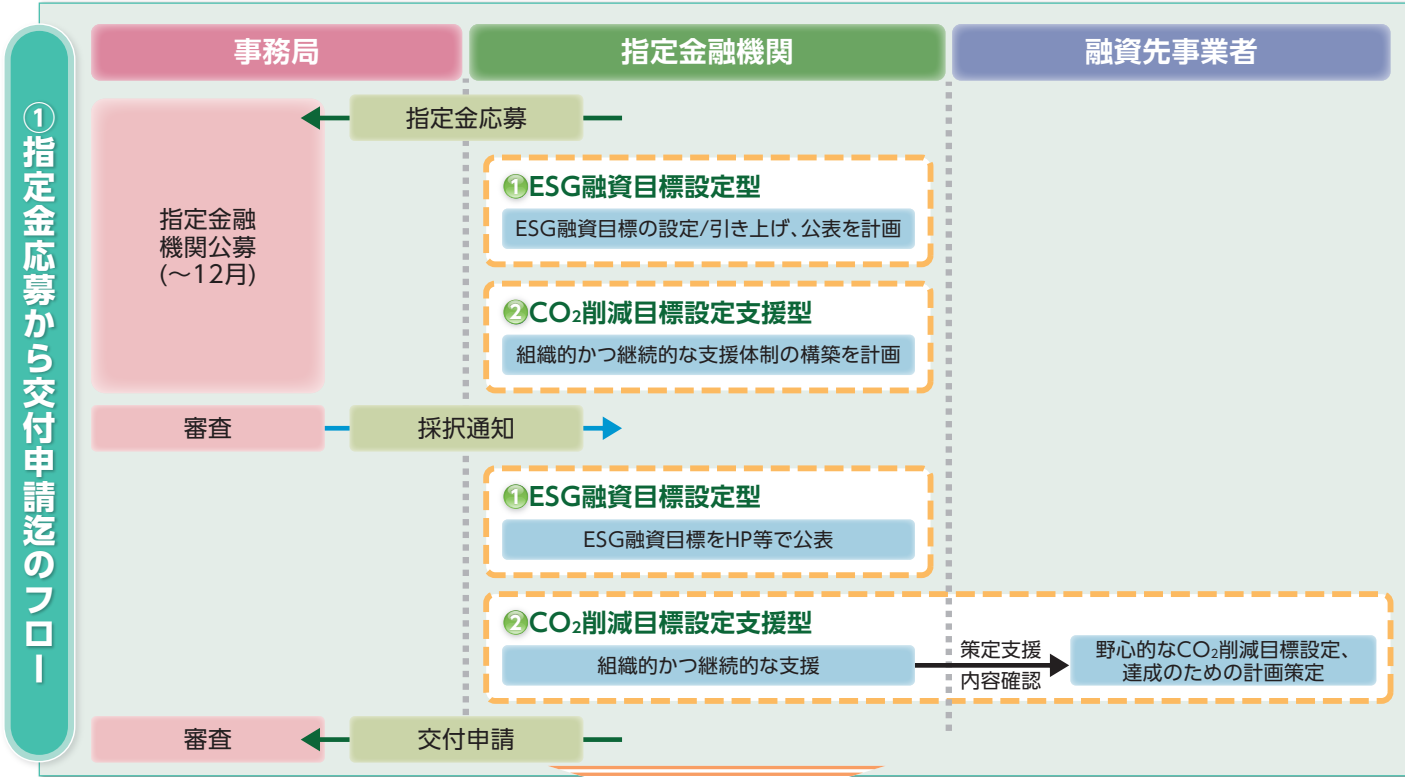 ①指定金応募から交付申請迄のフロー
事務局
指定金融機関
融資先事業者
指定金応募
指定金融
機関公募
(～12月)
❶ESG融資目標設定型
ESG融資目標の設定/引き上げ、公表を計画
❷CO₂削減目標設定支援型
組織的かつ継続的な支援体制の構築を計画
審査
採択通知
❶ESG融資目標設定型
ESG融資目標をHP等で公表
❷CO₂削減目標設定支援型
組織的かつ継続的な支援
策定支援
内容確認
野心的なCO₂削減目標設定、
達成のための計画策定
審査
交付申請